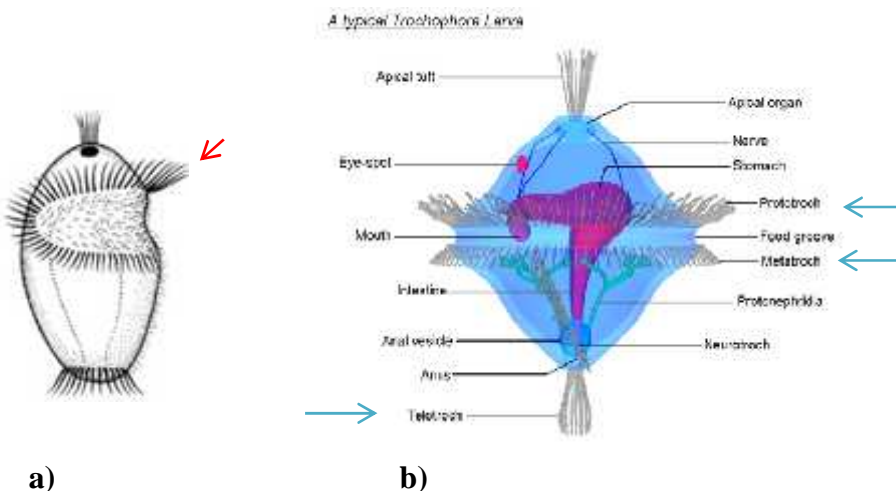 A typical Trochophore Larva
Apical tuft
Apical organ
Nerve
Eye-spot
Stomach
Prototroch
Mouth
Food groove
Metatroch
Intestine
Protonephridia
Anal vesicle
Neurotroch
Anus
Telotroch
a)
b)